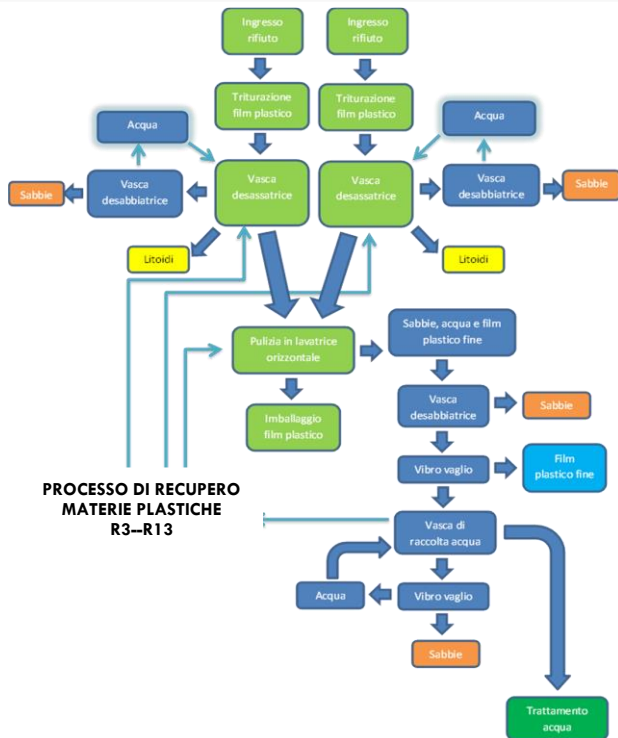 Ingresso
rifiuto
Ingresso
rifiuto
Triturazione
film plastico
Triturazione
film plastico
Acqua
Acqua
Sabbie
Vasca
desabbiatrice
Vasca
desassatrice
Vasca
desassatrice
Vasca
desabbiatrice
Sabbie
Litoidi
Litoidi
Pulizia in lavatrice
orizzontale
Sabbie, acqua e film
plastico fine
Imballaggio
film plastico
Vasca
desabbiatrice
Sabbie
Vibro vaglio
Film
plastico fine
PROCESSO DI RECUPERO
MATERIE PLASTICHE
R3--R13
Vasca di
raccolta acqua
Acqua
Vibro vaglio
Sabbie
Trattamento
acqua